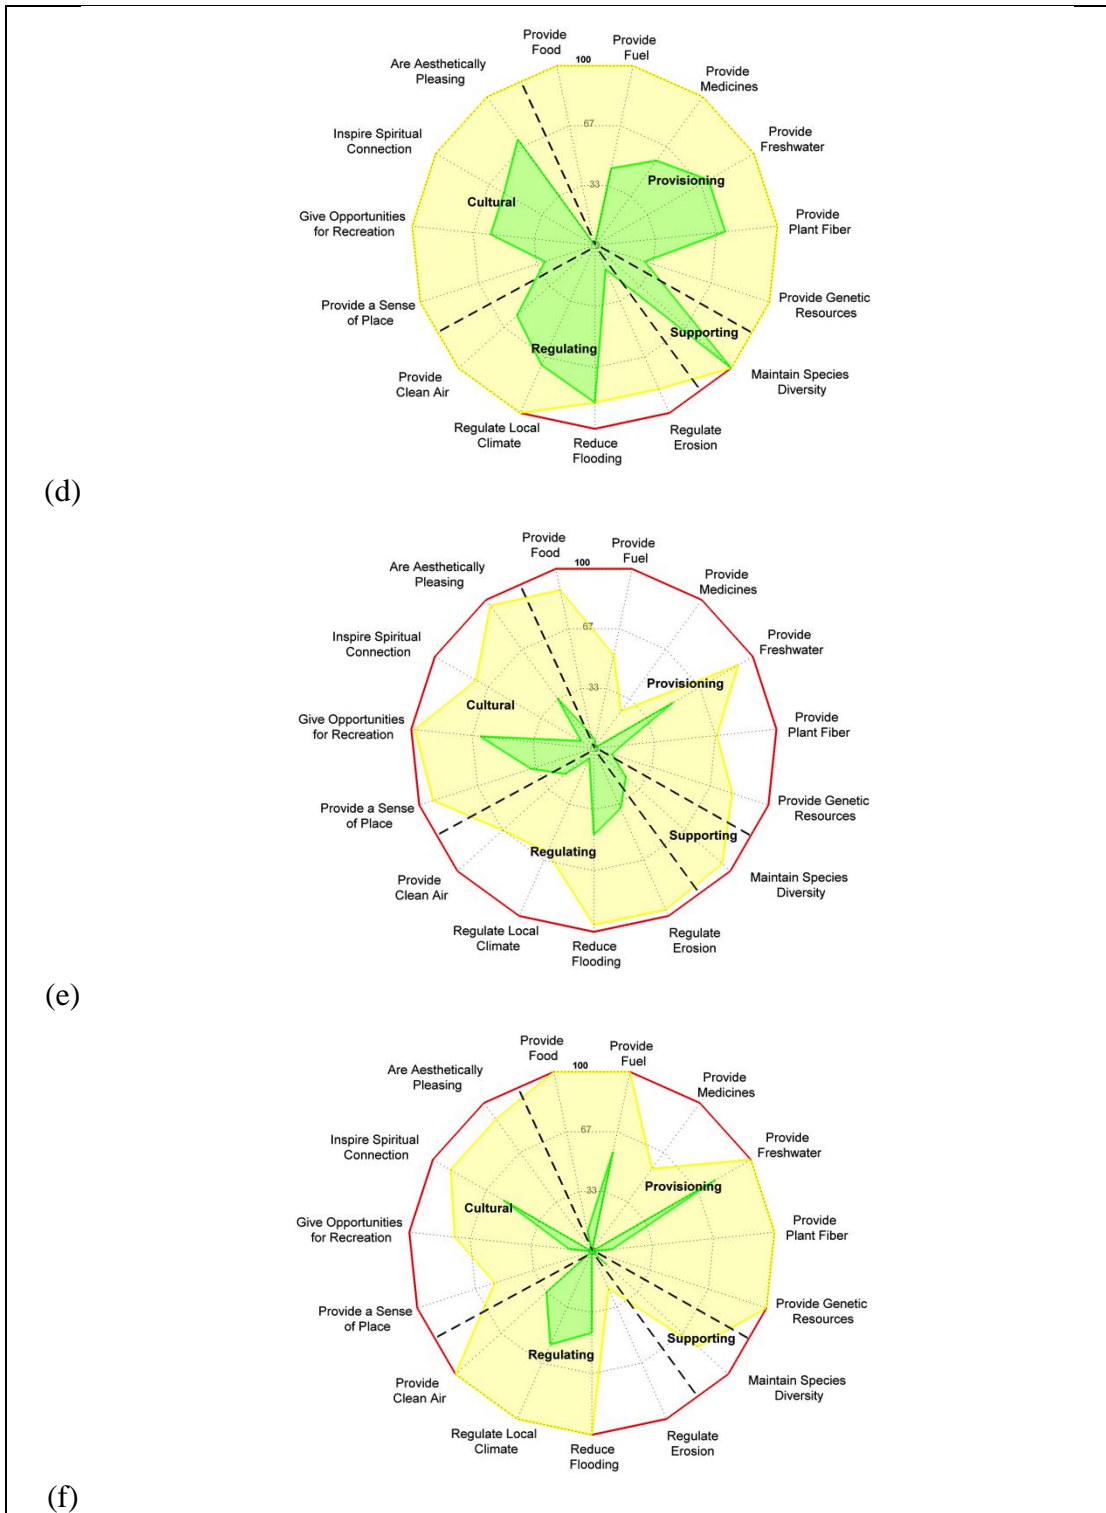 Provide
Food
Provide
Fuel
100
Are Aesthetically
Pleasing
Provide
Medicines
67
Inspire Spiritual
Connection
Provide
Freshwater
33
Provisioning
Cultural
Give Opportunities
for Recreation
Provide
Plant Fiber
Provide a Sense
of Place
Provide Genetic
Resources
Supporting
Regulating
Provide
Clean Air
Maintain Species
Diversity
Regulate Local
Climate
Reduce
Flooding
Regulate
Erosion
(d)
Provide
Food
Provide
Fuel
100
Are Aesthetically
Pleasing
Provide
Medicines
67
Inspire Spiritual
Connection
Provide
Freshwater
33
Provisioning
Cultural
Give Opportunities
for Recreation
Provide
Plant Fiber
Provide a Sense
of Place
Provide Genetic
Resources
Supporting
Regulating
Provide
Clean Air
Maintain Species
Diversity
Regulate Local
Climate
Reduce
Flooding
Regulate
Erosion
(e)
Provide
Food
Provide
Fuel
100
Are Aesthetically
Pleasing
Provide
Medicines
67
Inspire Spiritual
Connection
Provide
Freshwater
33
Provisioning
Cultural
Give Opportunities
for Recreation
Provide
Plant Fiber
Provide a Sense
of Place
Provide Genetic
Resources
Supporting
Regulating
Provide
Clean Air
Maintain Species
Diversity
Regulate Local
Climate
Reduce
Flooding
Regulate
Erosion
(f)